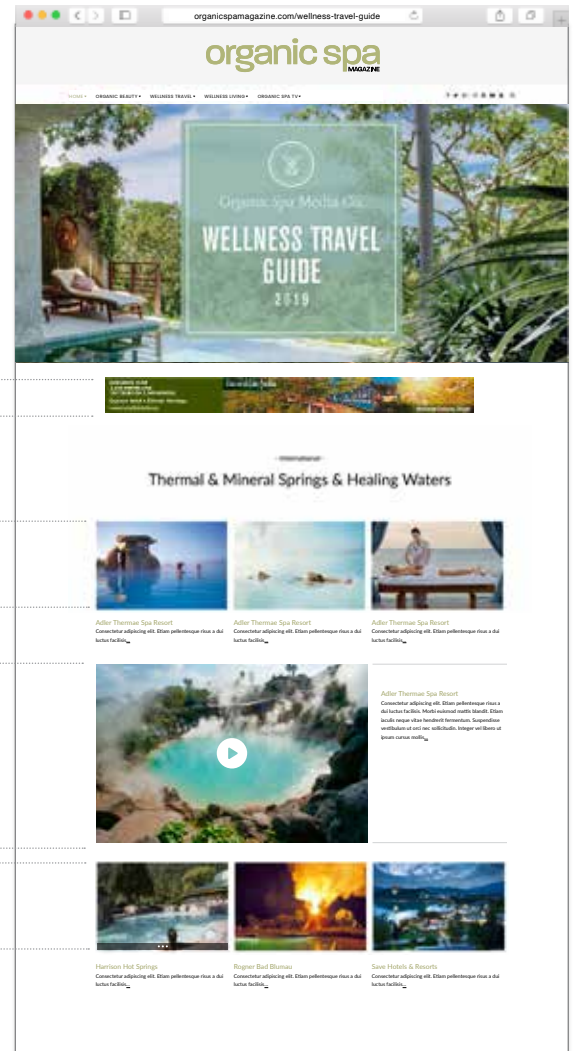 organicspamagazine.com/wellness-travel-guide
organic spa
MAGAZINE
HOME
ORGANIC BEAUTY
WELLNESS TRAVEL
WELLNESS LIVING
ORGANIC SPA TV
Organic Spa Media Ltd.
WELLNESS TRAVEL
GUIDE
2019
- International -
Thermal & Mineral Springs & Healing Waters
Adler Thermae Spa Resort
Consectetur adipiscing elit. Etiam pellentesque risus a dui
luctus facilisis...
Adler Thermae Spa Resort
Consectetur adipiscing elit. Etiam pellentesque risus a dui
luctus facilisis...
Adler Thermae Spa Resort
Consectetur adipiscing elit. Etiam pellentesque risus a dui
luctus facilisis...
Adler Thermae Spa Resort
Consectetur adipiscing elit. Etiam pellentesque risus a
dui luctus facilisis. Morbi euismod mattis blandit. Etiam
iaculis neque vitae hendrerit fermentum. Suspendisse
vestibulum ut orci nec sollicitudin. Integer vel libero ut
ipsum cursus mollis...
Harrison Hot Springs
Consectetur adipiscing elit. Etiam pellentesque risus a dui
luctus facilisis...
Rogner Bad Blumau
Consectetur adipiscing elit. Etiam pellentesque risus a dui
luctus facilisis...
Save Hotels & Resorts
Consectetur adipiscing elit. Etiam pellentesque risus a dui
luctus facilisis...